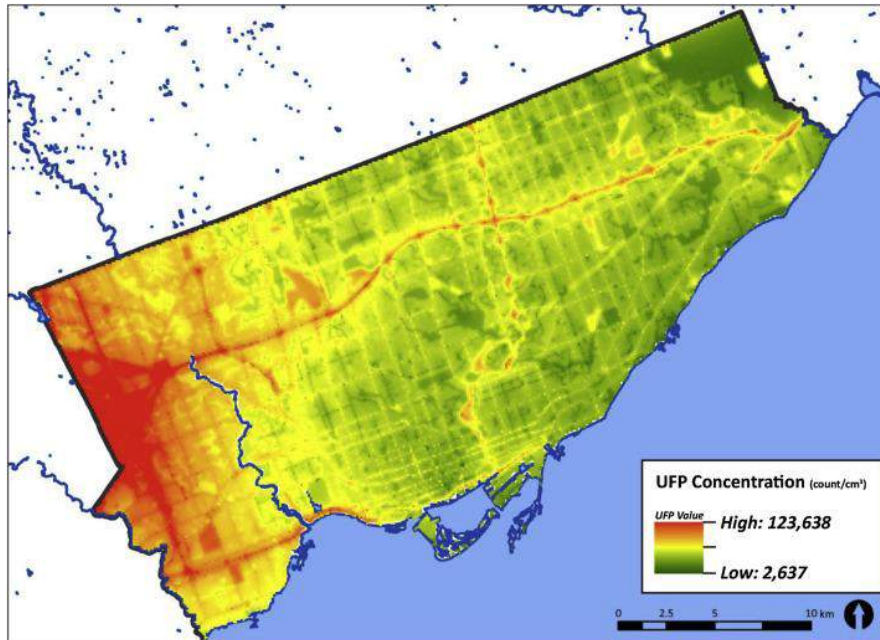 UFP Concentration (count/cm³)
UFP Value
High: 123,638
Low: 2,637
0 2.5 5 10 km